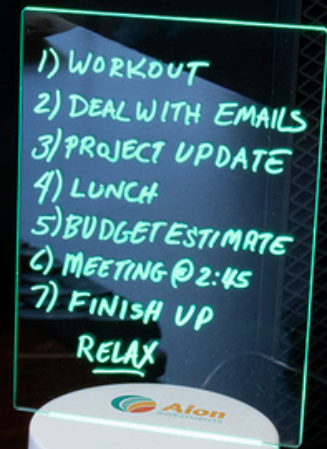 1) WORKOUT
2) DEAL WITH EMAILS
3) PROJECT UPDATE
4) LUNCH
5) BUDGET ESTIMATE
6) MEETING @ 2:45
7) FINISH UP
RELAX
Aion